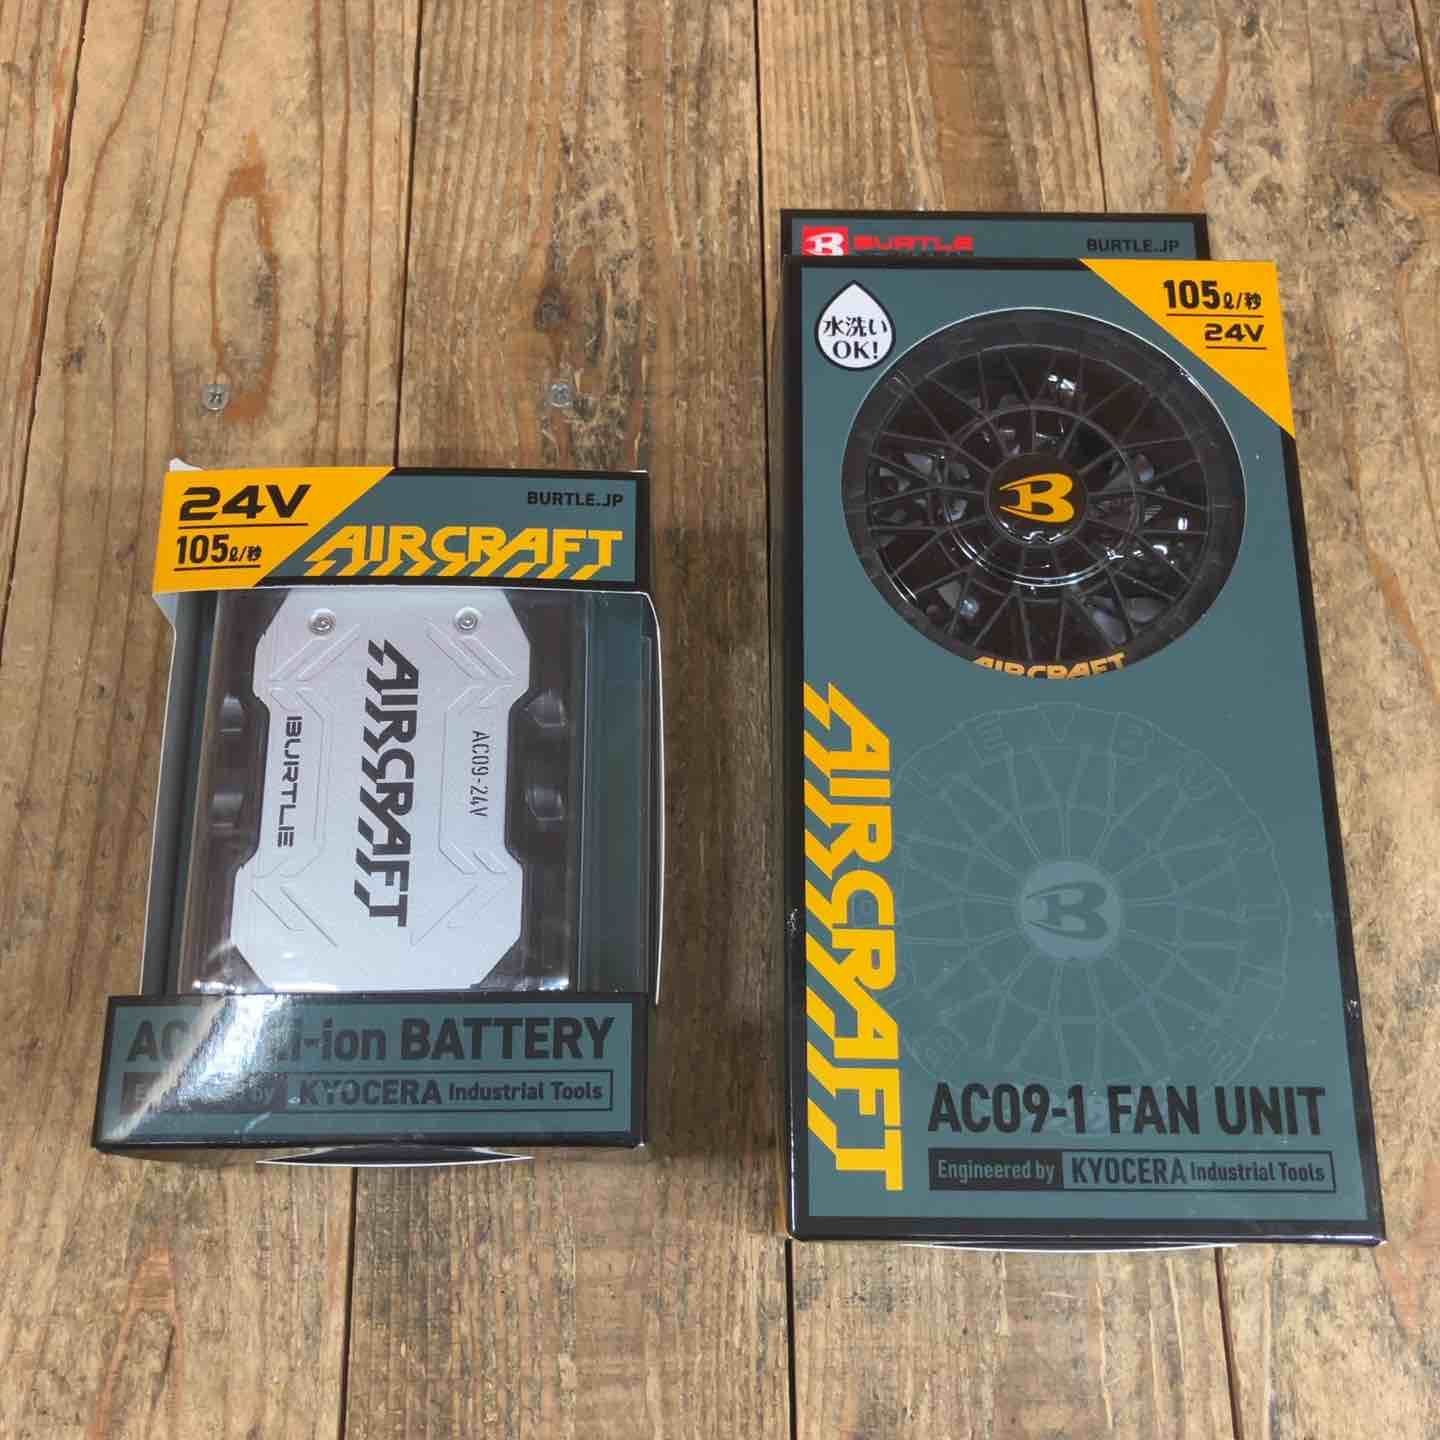 24V
105ℓ/秒
BURTLE.JP
AIRCRAFT
AIRCRAFT
BURTLE
AC09-24V
Li-ion BATTERY
KYOCERA Industrial Tools
BURTLE
BURTLE.JP
水洗い
OK!
105ℓ/秒
24V
B
AIRCRAFT
AIRCRAFT
B
AC09-1 FAN UNIT
Engineered by KYOCERA Industrial Tools